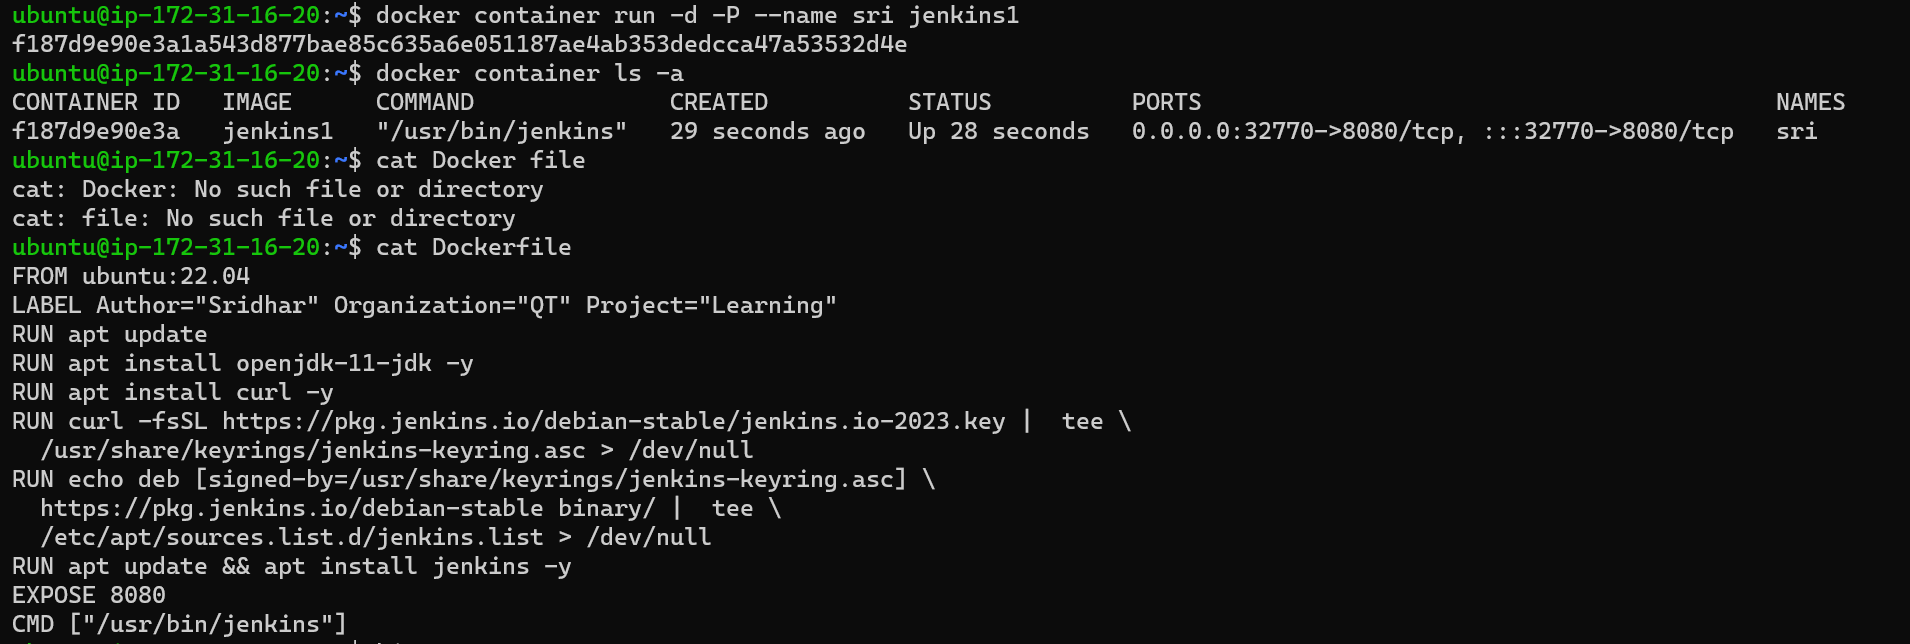 ubuntu@ip-172-31-16-20:~$ docker container run -d -P --name sri jenkins1
f187d9e90e3a1a543d877bae85c635a6e051187ae4ab353dedcca47a53532d4e
ubuntu@ip-172-31-16-20:~$ docker container ls -a
CONTAINER ID   IMAGE      COMMAND              CREATED          STATUS          PORTS                                         NAMES
f187d9e90e3a   jenkins1   "/usr/bin/jenkins"   29 seconds ago   Up 28 seconds   0.0.0.0:32770->8080/tcp, :::32770->8080/tcp   sri
ubuntu@ip-172-31-16-20:~$ cat Docker file
cat: Docker: No such file or directory
cat: file: No such file or directory
ubuntu@ip-172-31-16-20:~$ cat Dockerfile
FROM ubuntu:22.04
LABEL Author="Sridhar" Organization="QT" Project="Learning"
RUN apt update
RUN apt install openjdk-11-jdk -y
RUN apt install curl -y
RUN curl -fsSL https://pkg.jenkins.io/debian-stable/jenkins.io-2023.key |  tee \
  /usr/share/keyrings/jenkins-keyring.asc > /dev/null
RUN echo deb [signed-by=/usr/share/keyrings/jenkins-keyring.asc] \
  https://pkg.jenkins.io/debian-stable binary/ |  tee \
  /etc/apt/sources.list.d/jenkins.list > /dev/null
RUN apt update && apt install jenkins -y
EXPOSE 8080
CMD ["/usr/bin/jenkins"]